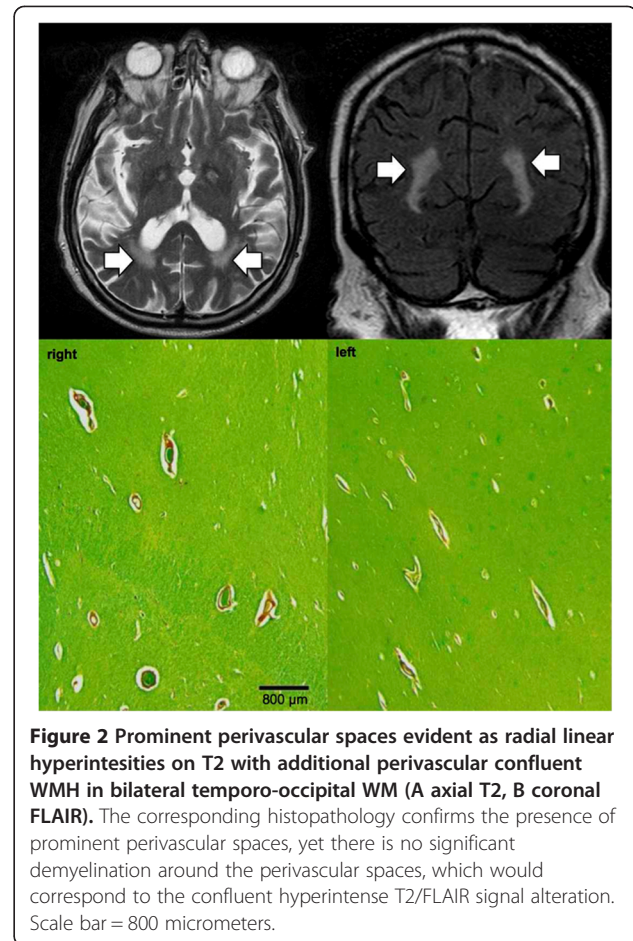 right
left
800 µm
Figure 2 Prominent perivascular spaces evident as radial linear
hyperintesities on T2 with additional perivascular confluent
WMH in bilateral temporo-occipital WM (A axial T2, B coronal
FLAIR). The corresponding histopathology confirms the presence of
prominent perivascular spaces, yet there is no significant
demyelination around the perivascular spaces, which would
correspond to the confluent hyperintense T2/FLAIR signal alteration.
Scale bar = 800 micrometers.